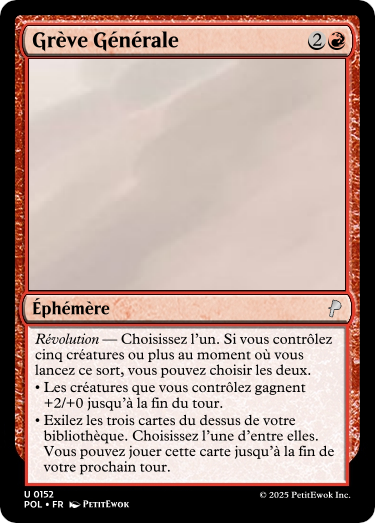 Grève Générale 2
Éphémère
Révolution — Choisissez l'un. Si vous contrôlez
cinq créatures ou plus au moment où vous
lancez ce sort, vous pouvez choisir les deux.
• Les créatures que vous contrôlez gagnent
+2/+0 jusqu'à la fin du tour.
• Exilez les trois cartes du dessus de votre
bibliothèque. Choisissez l'une d'entre elles.
Vous pouvez jouer cette carte jusqu'à la fin de
votre prochain tour.
U 0152
POL • FR PetitEwok
© 2025 PetitEwok Inc.